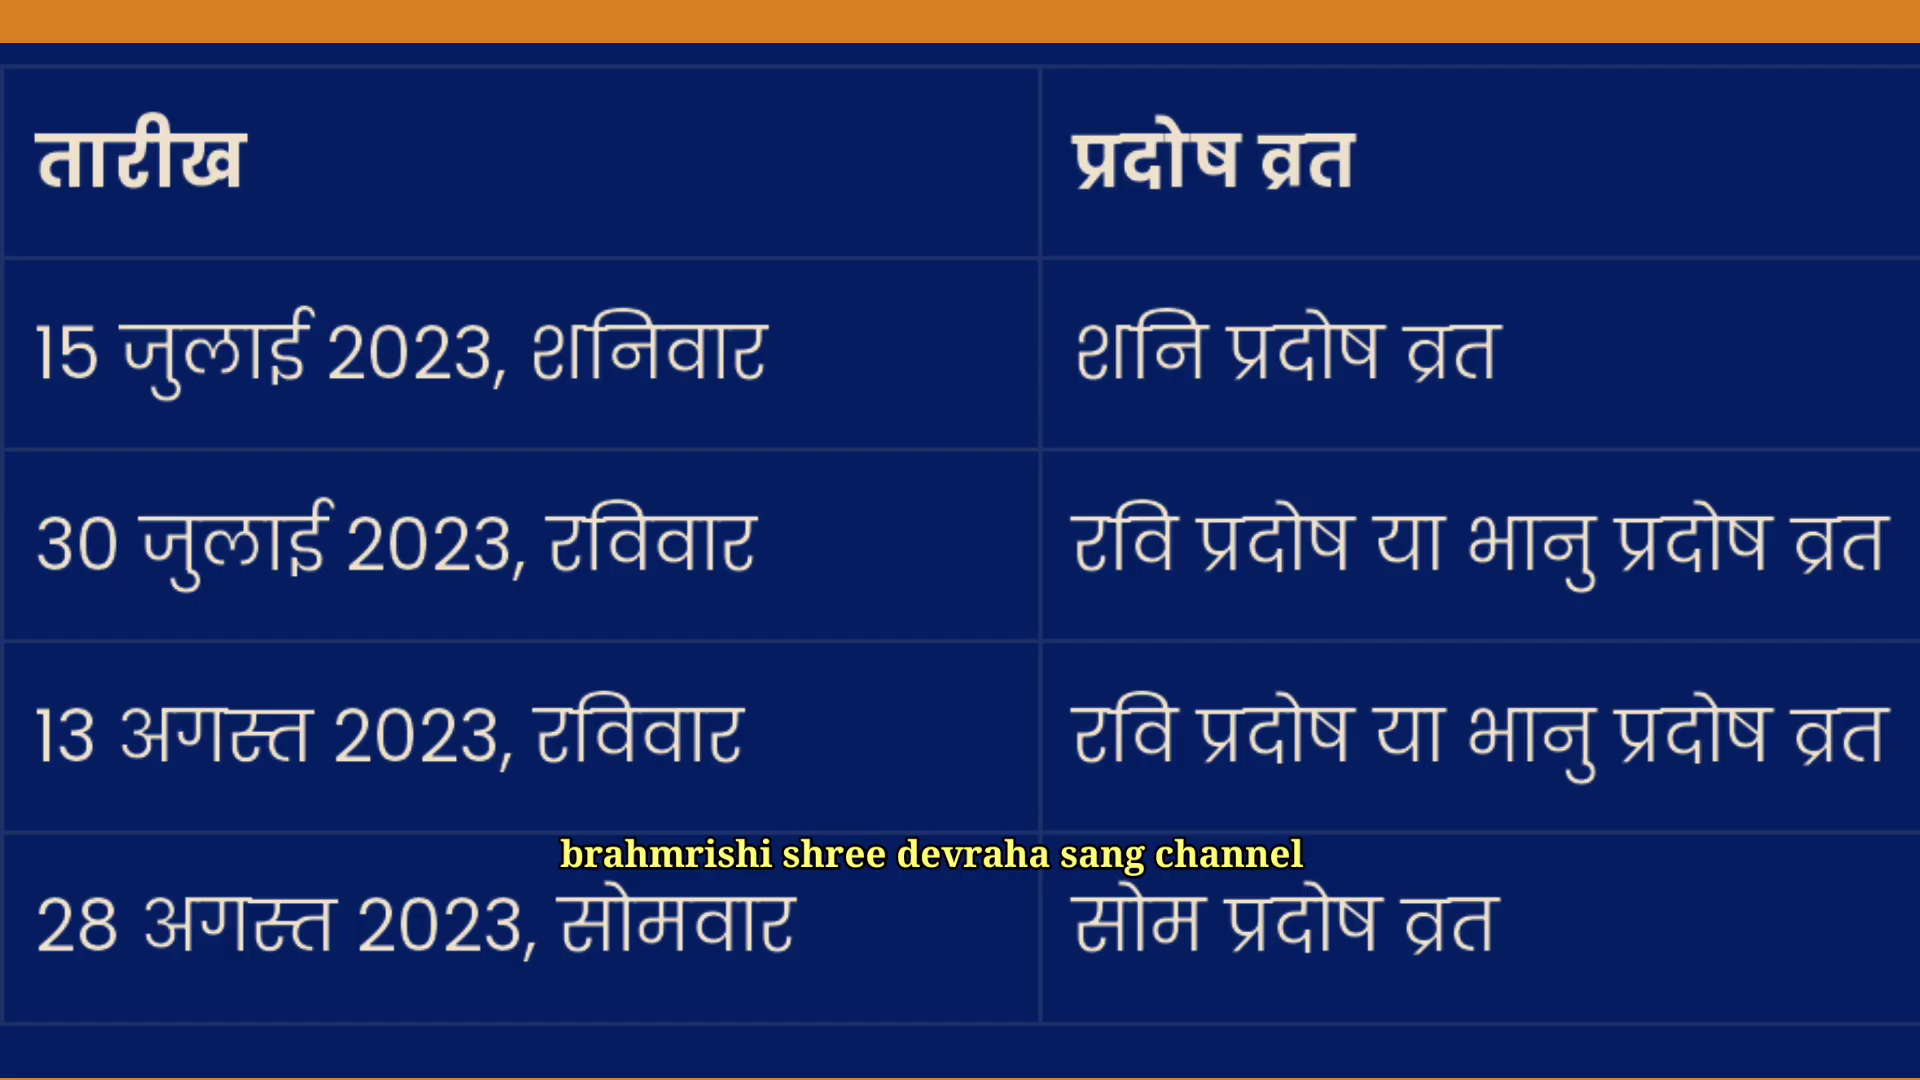 तारीख प्रदोष व्रत
15 जुलाई 2023, शनिवार शनि प्रदोष व्रत
30 जुलाई 2023, रविवार रवि प्रदोष या भानु प्रदोष व्रत
13 अगस्त 2023, रविवार रवि प्रदोष या भानु प्रदोष व्रत
brahmrishi shree devraha sang channel
28 अगस्त 2023, सोमवार सोम प्रदोष व्रत